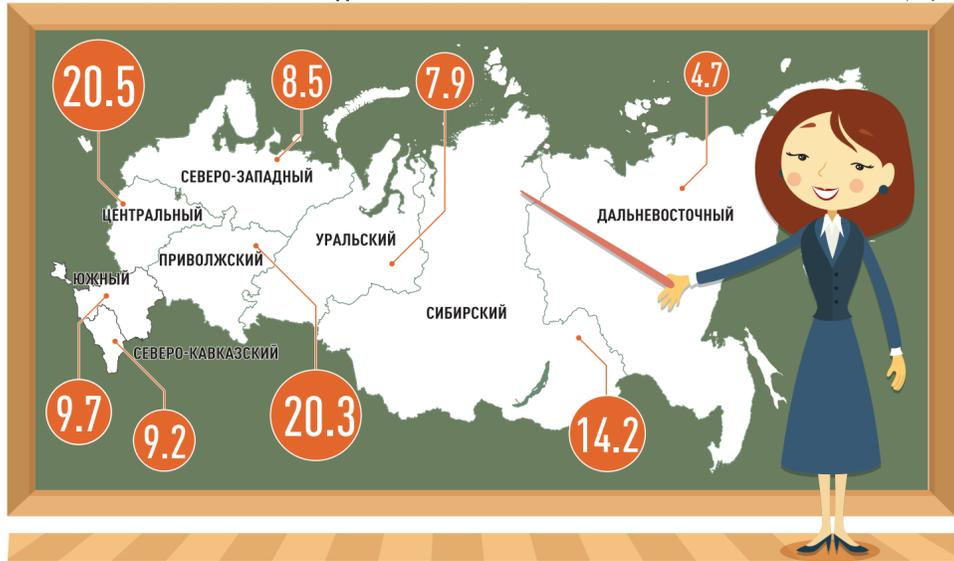 20.5
8.5
7.9
4.7
СЕВЕРО-ЗАПАДНЫЙ
ЦЕНТРАЛЬНЫЙ
ДАЛЬНЕВОСТОЧНЫЙ
УРАЛЬСКИЙ
ПРИВОЛЖСКИЙ
ЮЖНЫЙ
СИБИРСКИЙ
СЕВЕРО-КАВКАЗСКИЙ
9.7
9.2
20.3
14.2